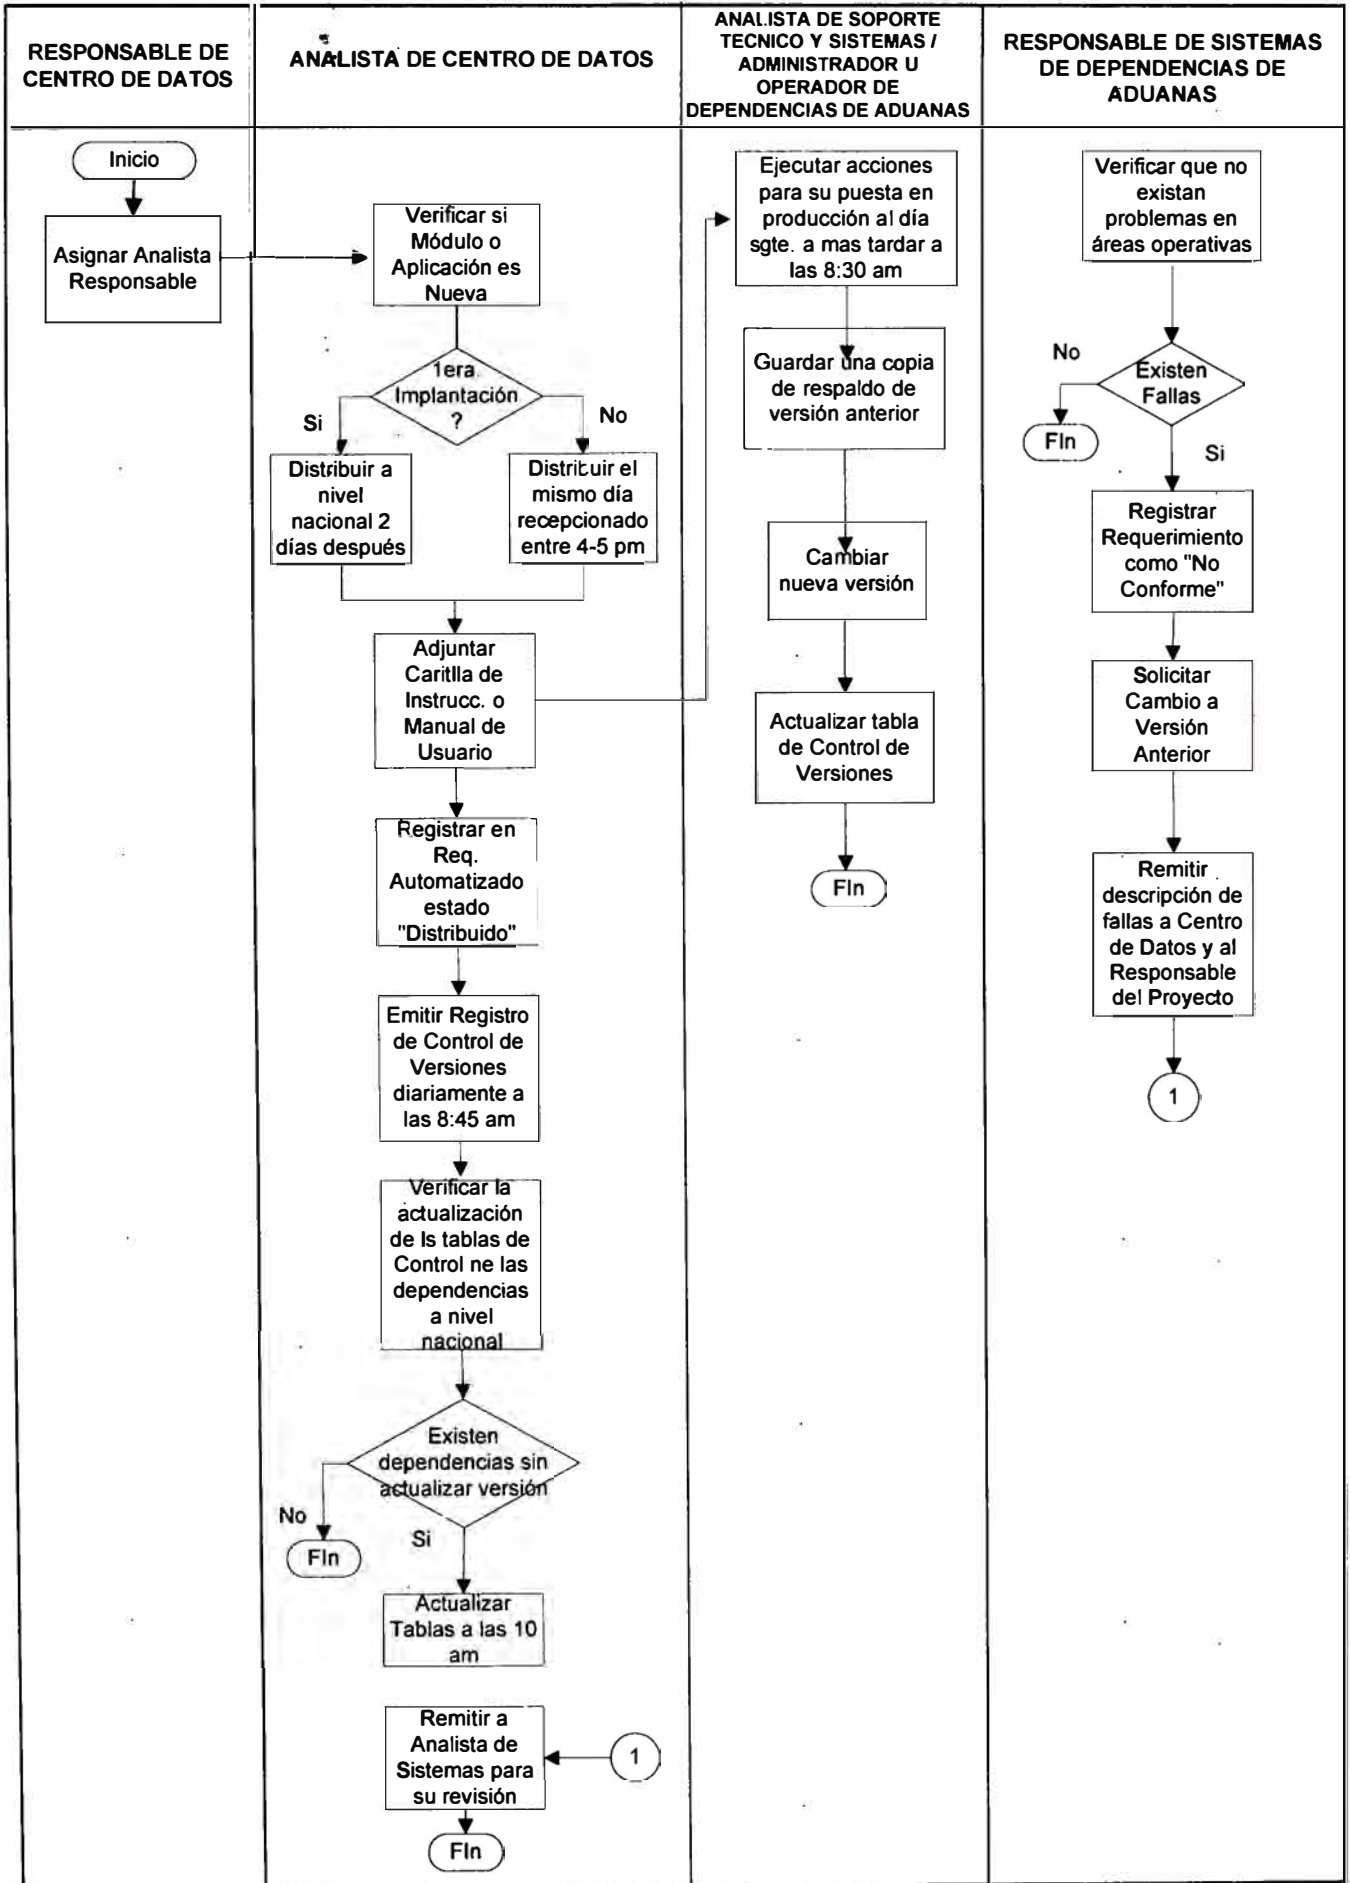 RESPONSABLE DE
CENTRO DE DATOS
ANALISTA DE CENTRO DE DATOS
ANALISTA DE SOPORTE
TECNICO Y SISTEMAS /
ADMINISTRADOR U
OPERADOR DE
DEPENDENCIAS DE ADUANAS
RESPONSABLE DE SISTEMAS
DE DEPENDENCIAS DE
ADUANAS
Inicio
Asignar Analista
Responsable
Verificar si
Módulo o
Aplicación es
Nueva
1era
Implantación
?
Si
No
Distribuir a
nivel
nacional 2
días después
Distribuir el
mismo día
recepcionado
entre 4-5 pm
Adjuntar
Caritlla de
Instrucc. o
Manual de
Usuario
Registrar en
Req.
Automatizado
estado
"Distribuido"
Emitir Registro
de Control de
Versiones
diariamente a
las 8:45 am
Verificar la
actualización
de ls tablas de
Control ne las
dependencias
a nivel
nacional
Existen
dependencias sin
actualizar versión
No
Si
FIn
Actualizar
Tablas a las 10
am
Remitir a
Analista de
Sistemas para
su revisión
1
FIn
Ejecutar acciones
para su puesta en
producción al día
sgte. a mas tardar a
las 8:30 am
Guardar una copia
de respaldo de
versión anterior
Cambiar
nueva versión
Actualizar tabla
de Control de
Versiones
FIn
Verificar que no
existan
problemas en
áreas operativas
No
Existen
Fallas
FIn
Si
Registrar
Requerimiento
como "No
Conforme"
Solicitar
Cambio a
Versión
Anterior
Remitir
descripción de
fallas a Centro
de Datos y al
Responsable
del Proyecto
1